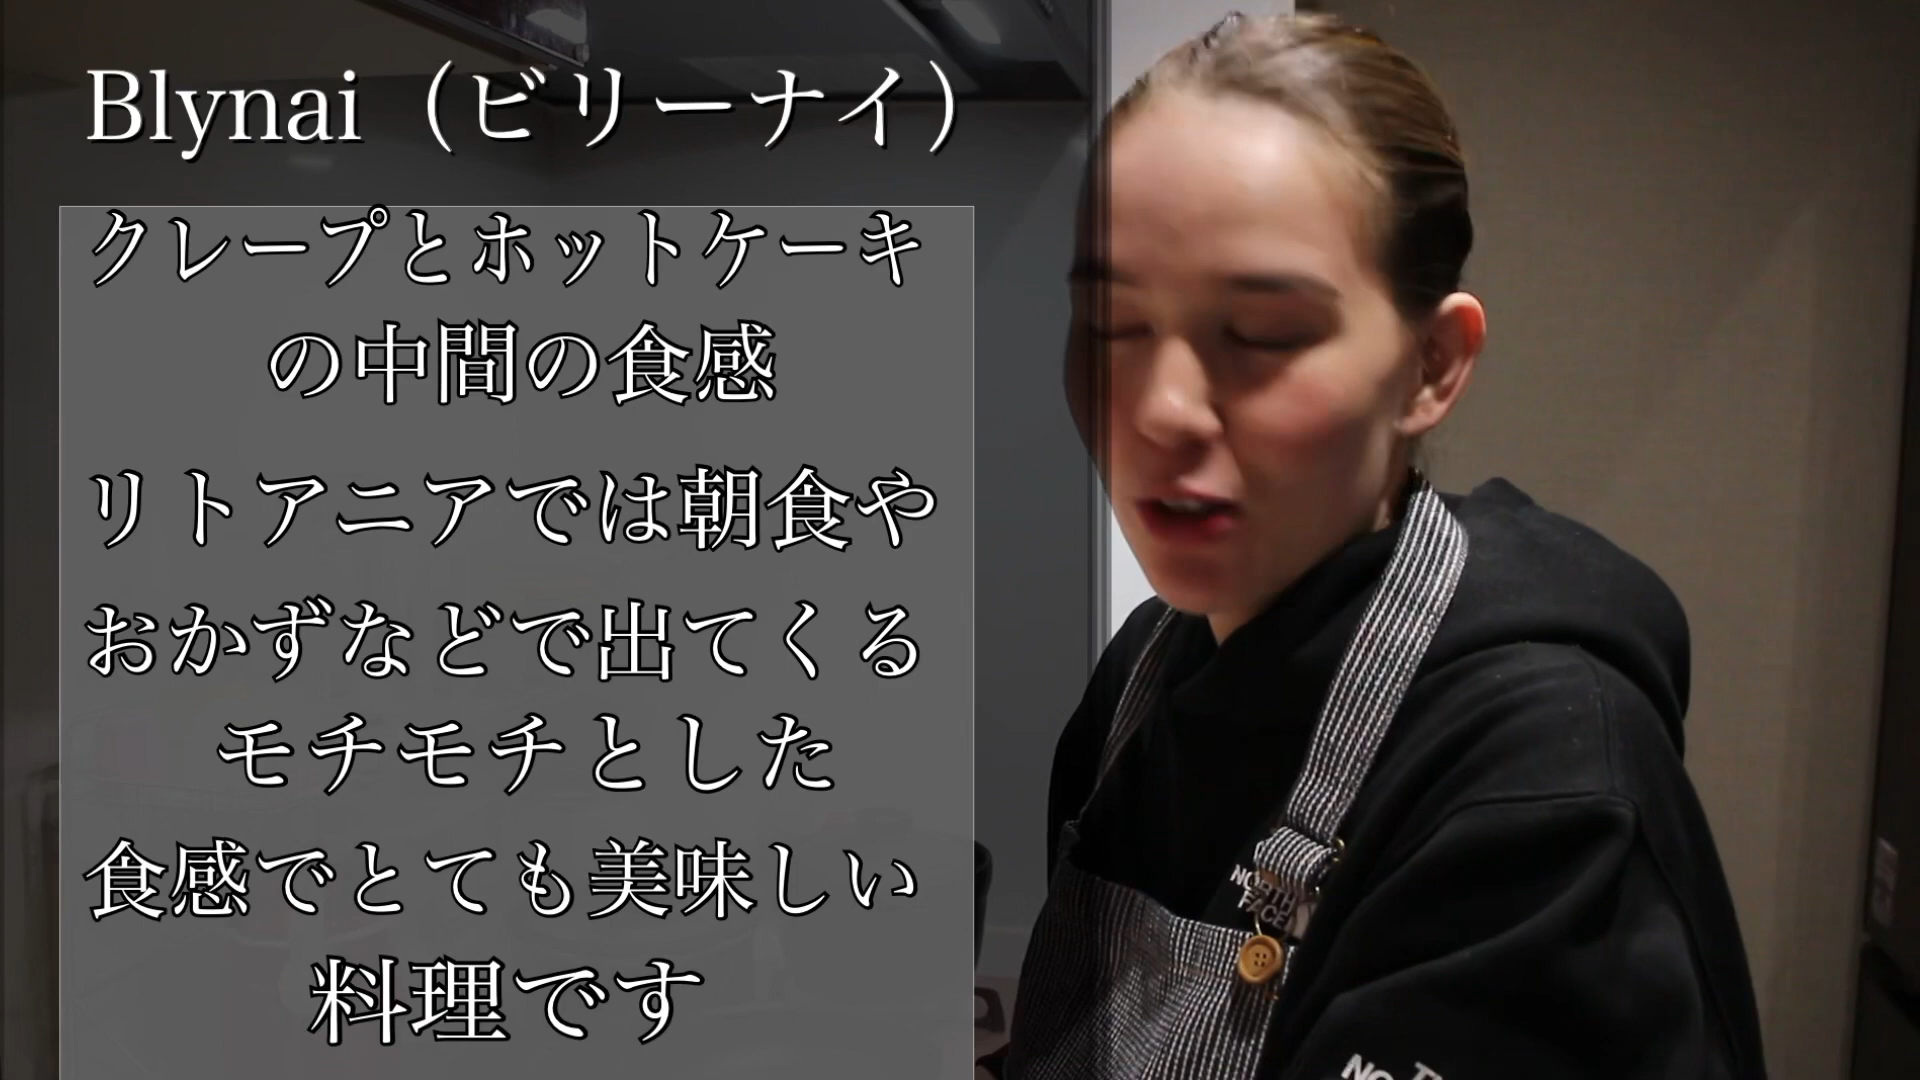 Blynai（ビリーナイ）
クレープとホットケーキ
の中間の食感
リトアニアでは朝食や
おかずなどで出てくる
モチモチとした
食感でとても美味しい
料理です
NORTH
FACE